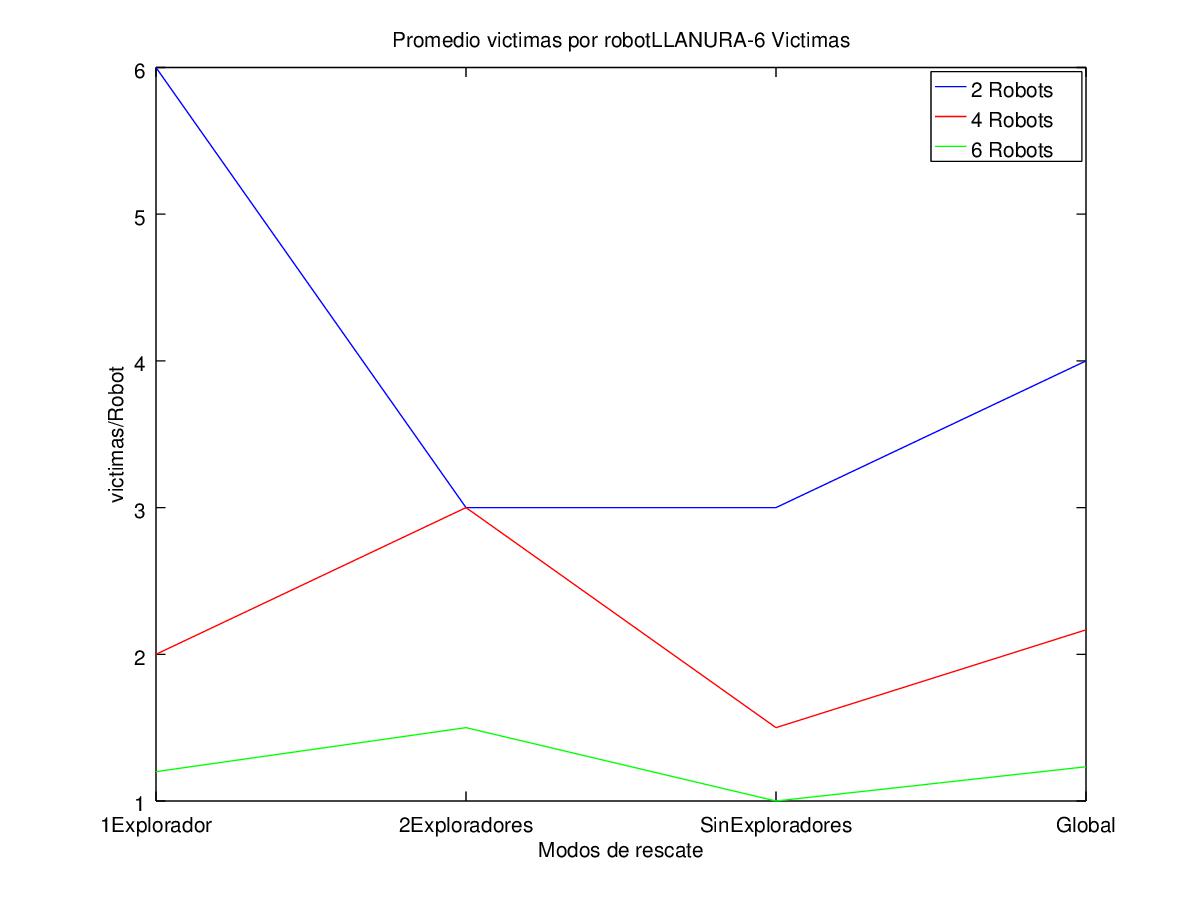 Promedio victimas por robotLLANURA-6 Victimas
2 Robots
4 Robots
6 Robots
6
5
4
3
2
1
victimas/Robot
1Explorador
2Exploradores
SinExploradores
Global
Modos de rescate